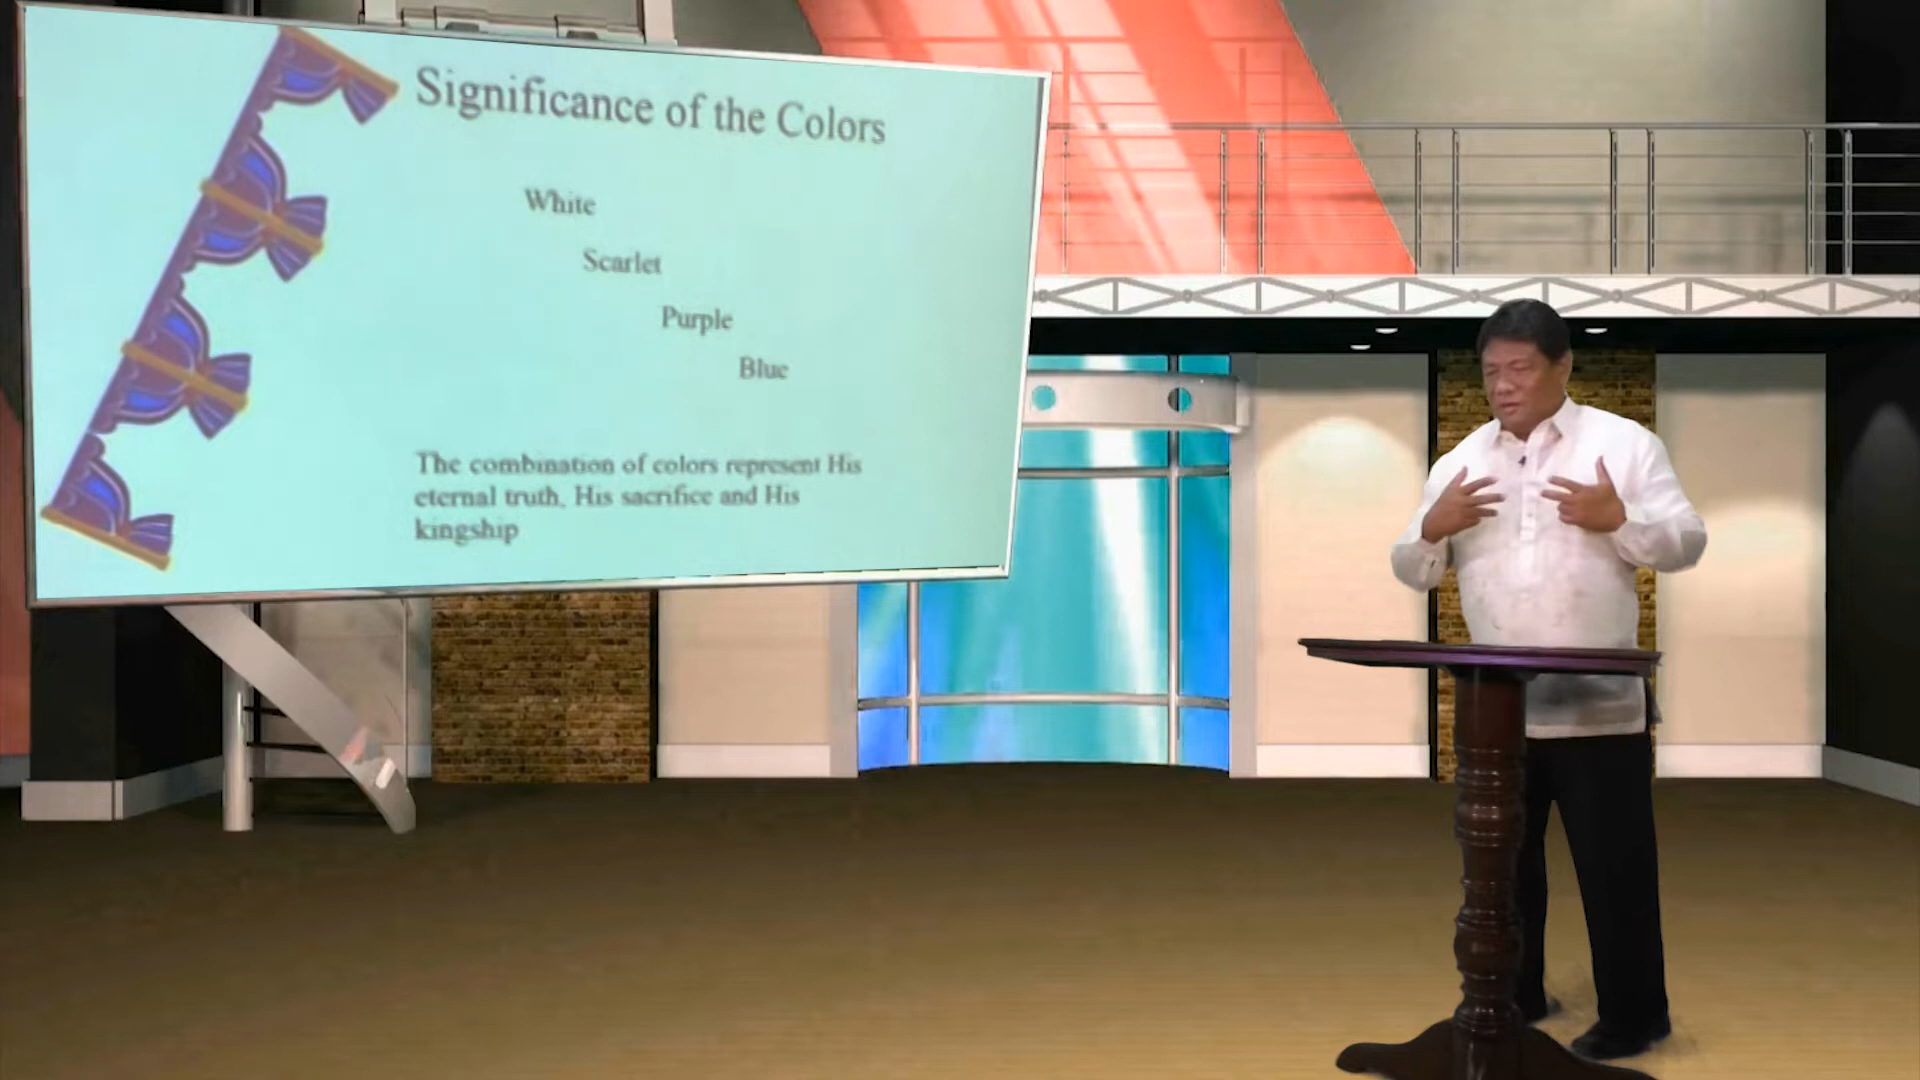 Significance of the Colors
White
Scarlet
Purple
Blue
The combination of colors represent His
eternal truth, His sacrifice and His
kingship